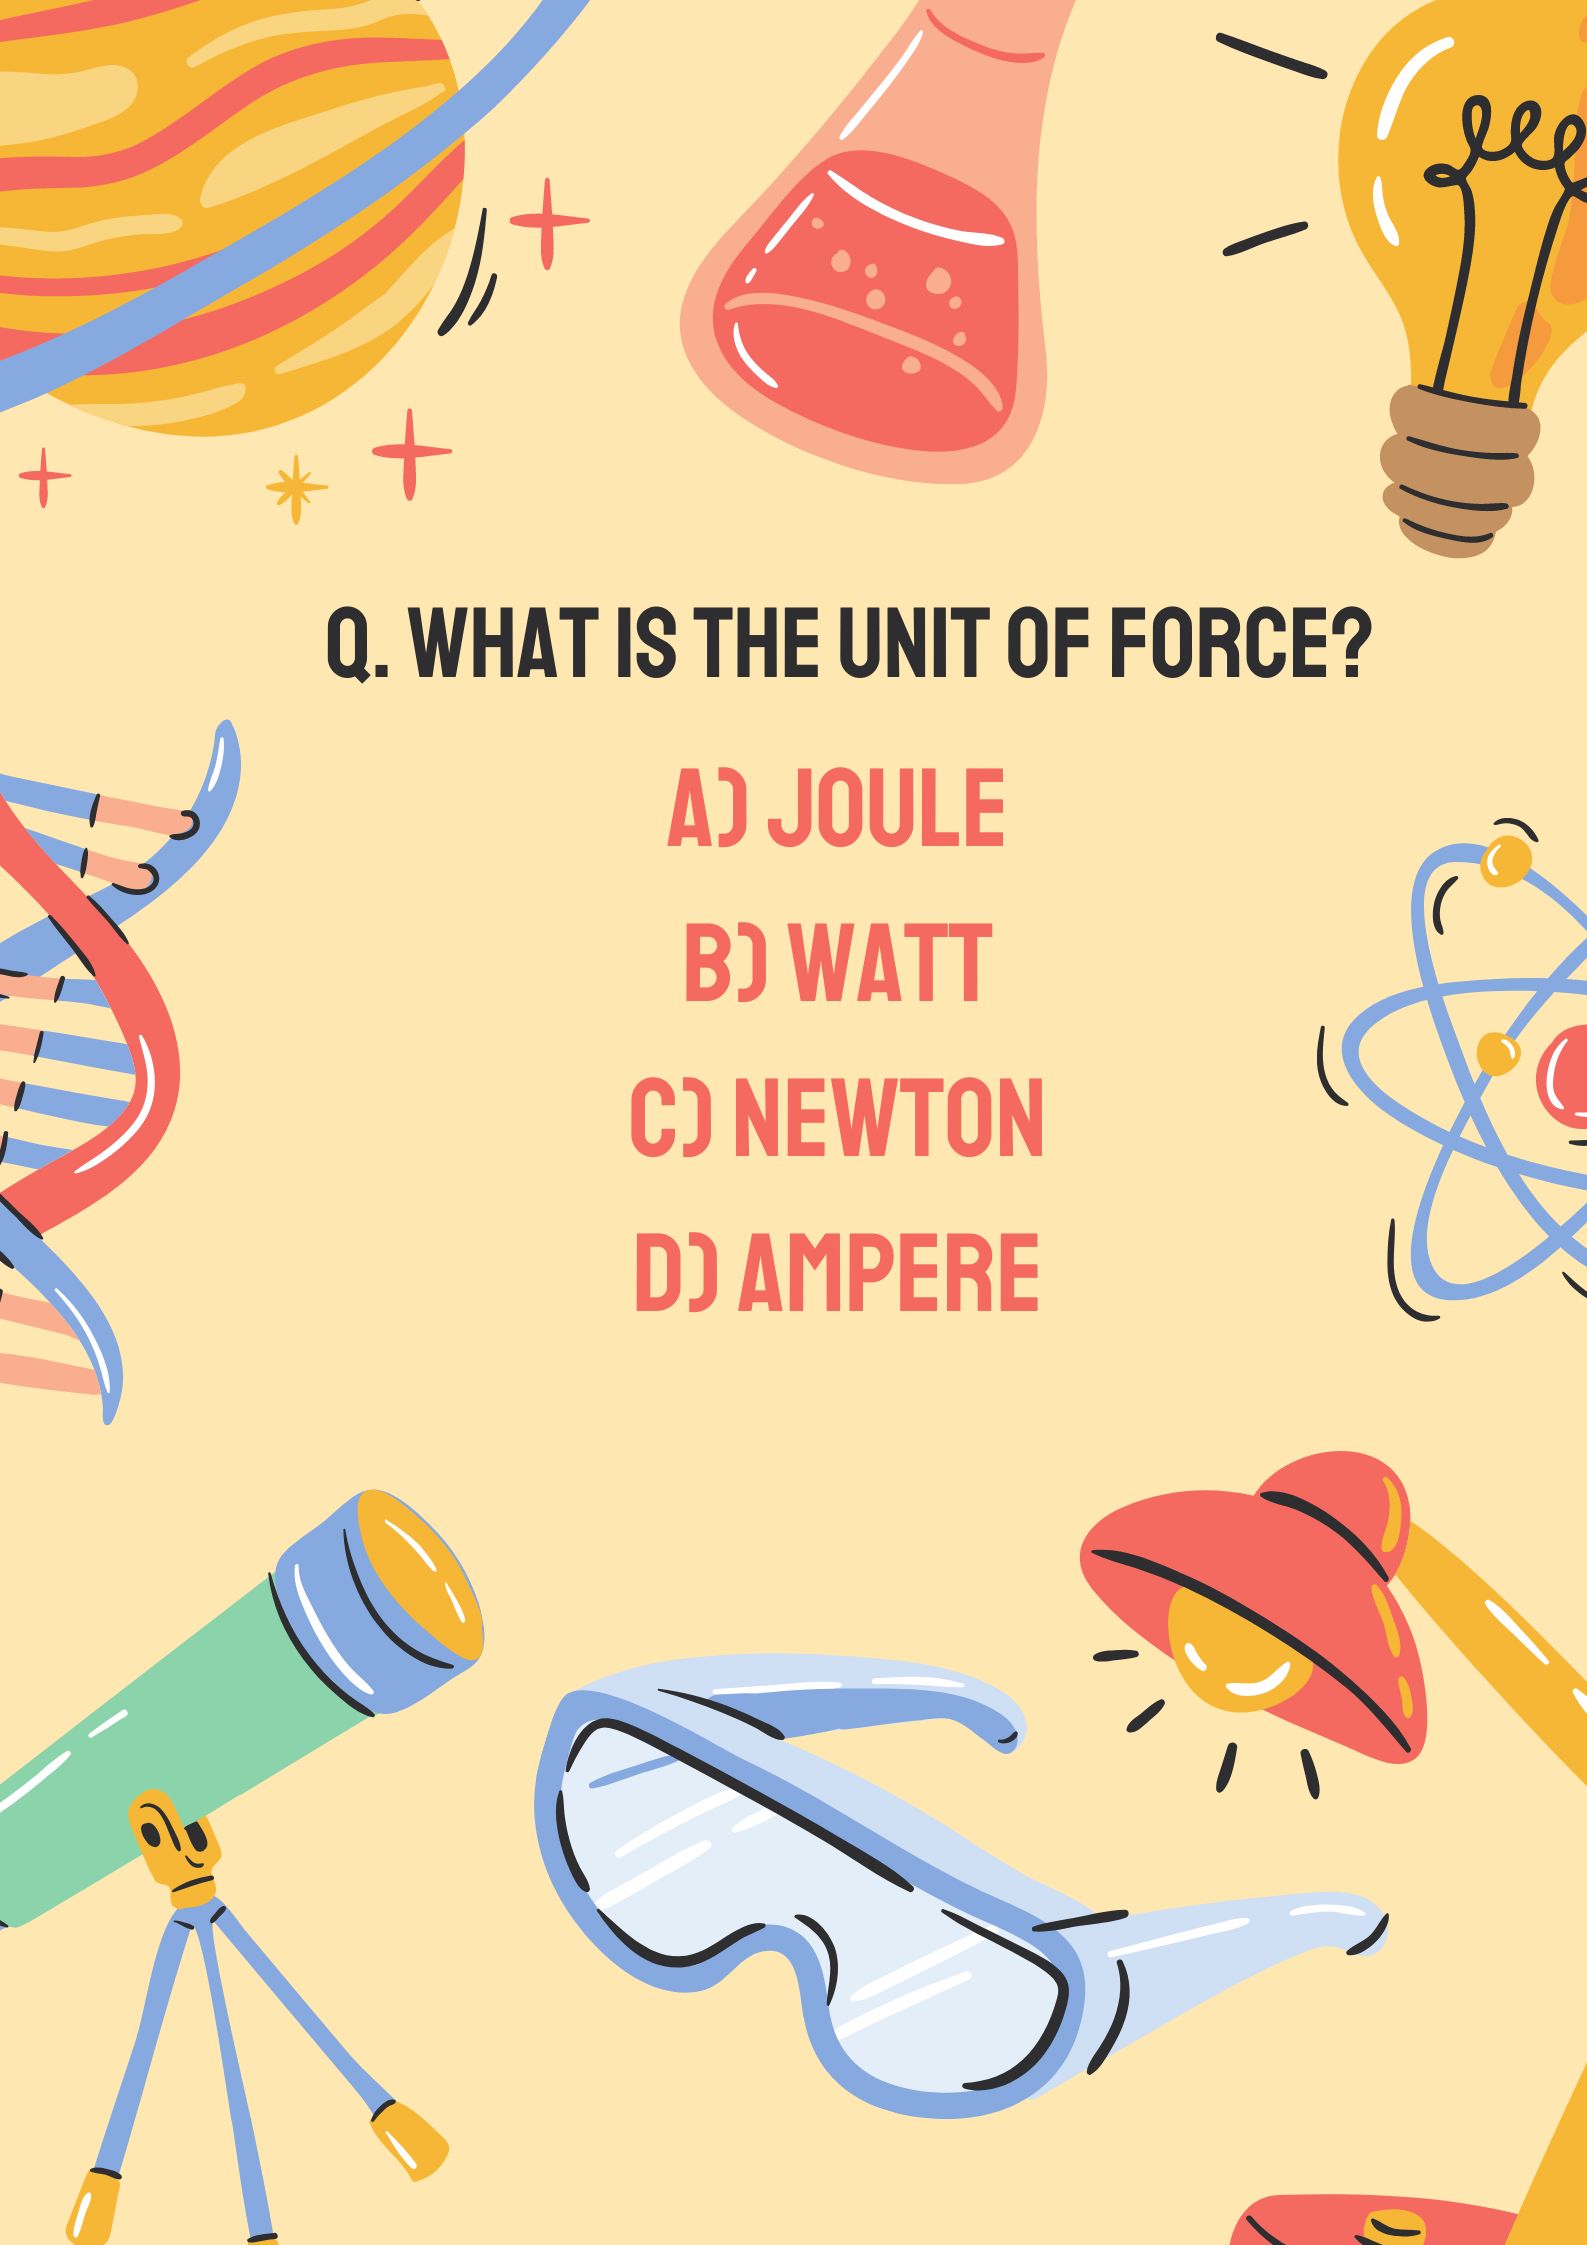 Q. WHAT IS THE UNIT OF FORCE?
A) JOULE
B) WATT
C) NEWTON
D) AMPERE